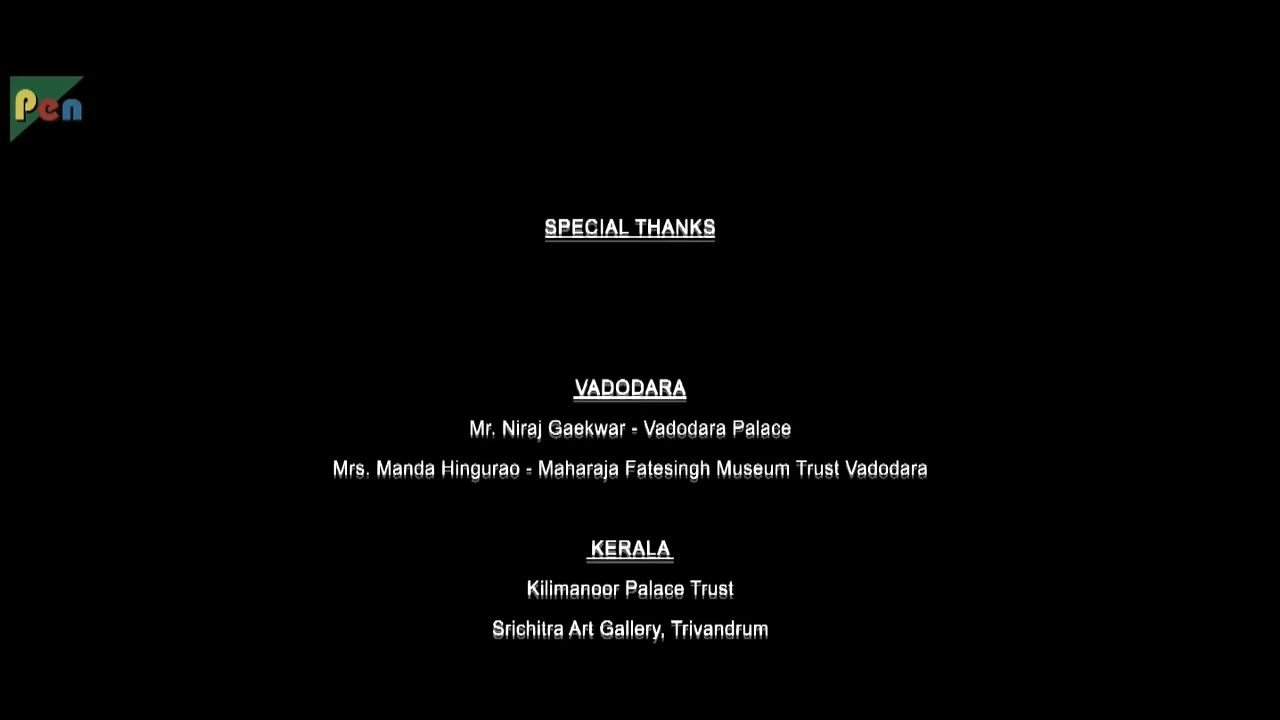 Pen
SPECIAL THANKS
VADODARA
Mr. Niraj Gaekwar - Vadodara Palace
Mrs. Manda Hingurao - Maharaja Fatesingh Museum Trust Vadodara
KERALA
Kilimanoor Palace Trust
Srichitra Art Gallery, Trivandrum